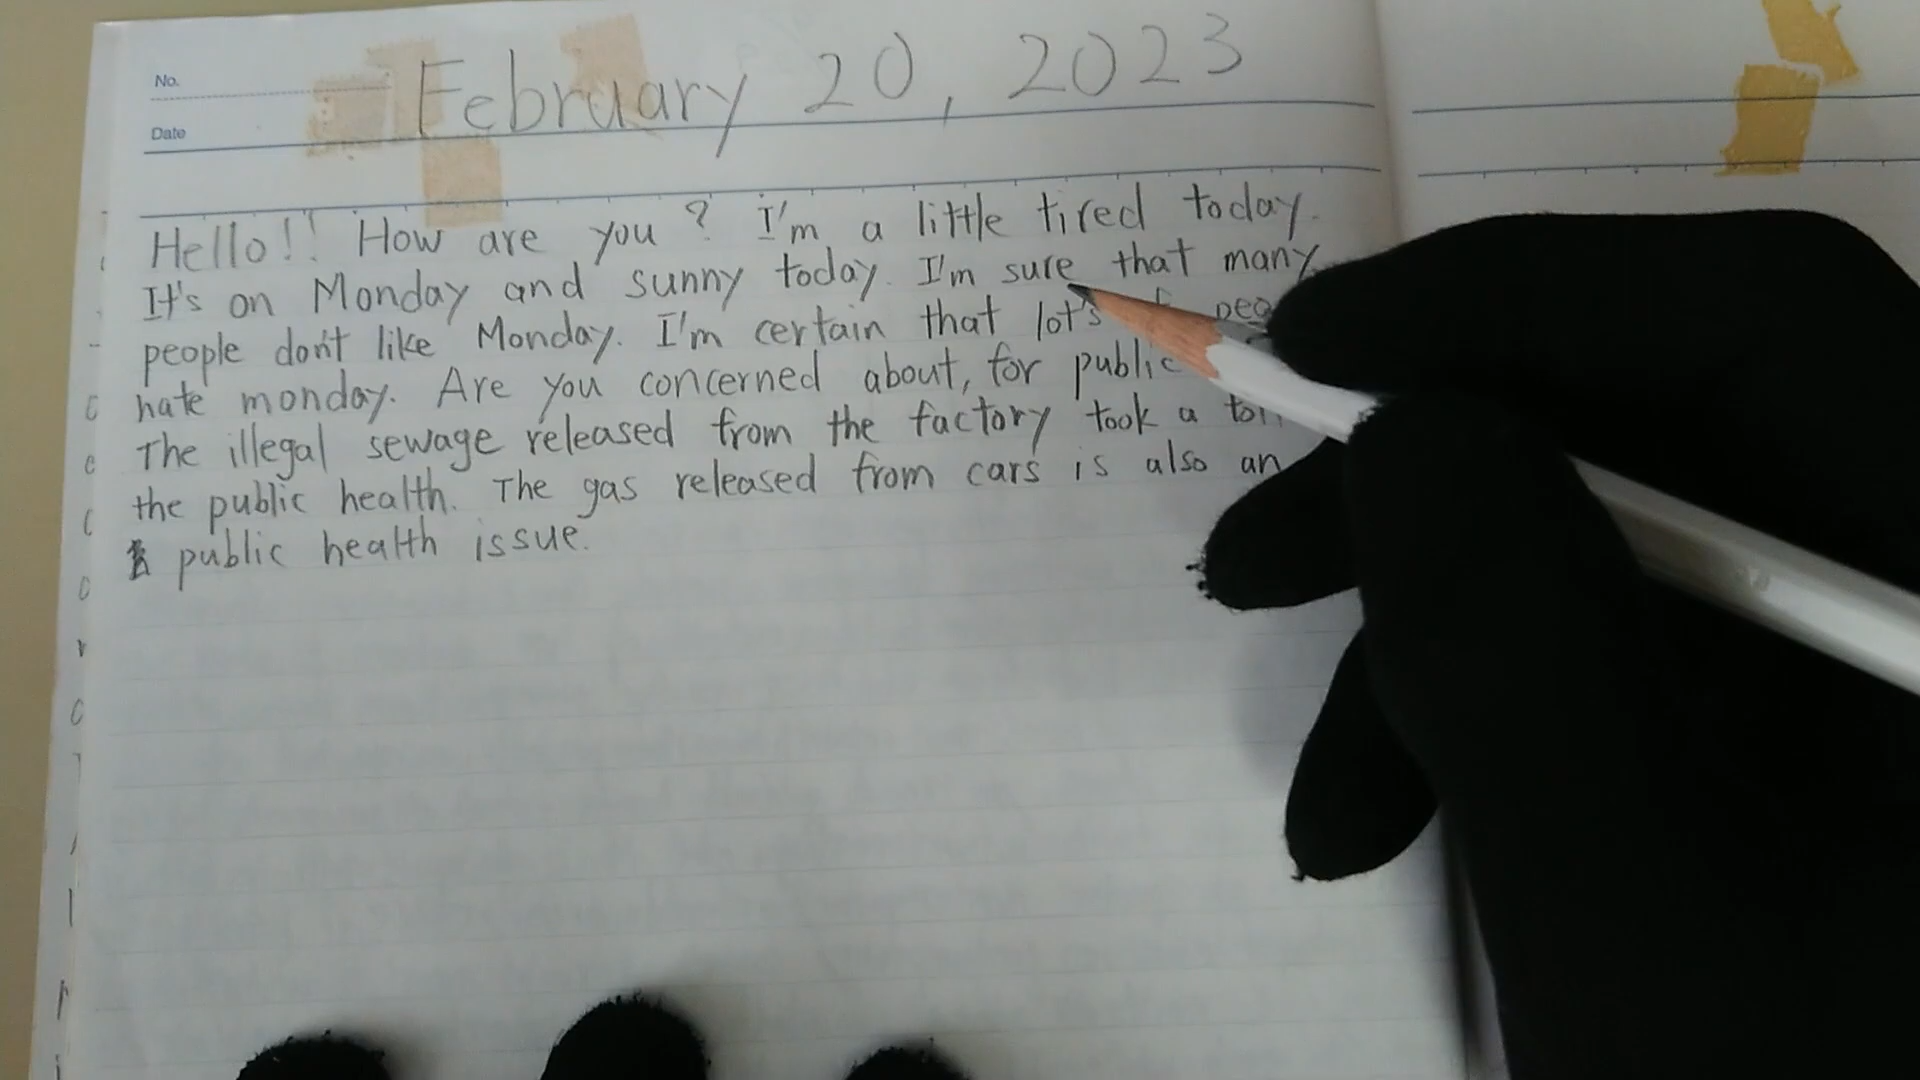 No.
Date
February 20, 2023
Hello!! How are you? I'm a little tired today.
It's on Monday and sunny today. I'm sure that many
people don't like Monday. I'm certain that lot's
hate monday. Are you concerned about, for public
The illegal sewage released from the factory took a
the public health. The gas released from cars is also an
public health issue.